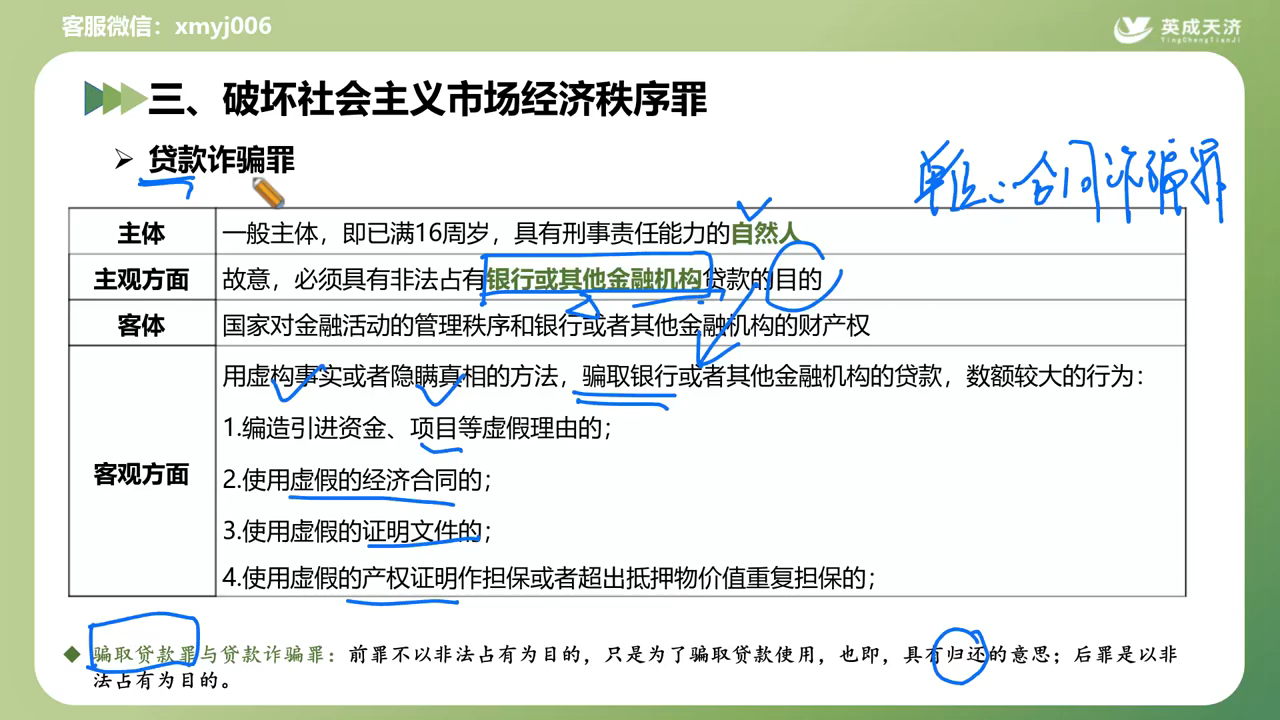 客服微信：xmyj006
英成天济
YingChengTianJi
三、破坏社会主义市场经济秩序罪
贷款诈骗罪
单位：合同诈骗罪
主体
一般主体，即已满16周岁，具有刑事责任能力的自然人
主观方面
故意，必须具有非法占有银行或其他金融机构贷款的目的
客体
国家对金融活动的管理秩序和银行或者其他金融机构的财产权
客观方面
用虚构事实或者隐瞒真相的方法，骗取银行或者其他金融机构的贷款，数额较大的行为：
1.编造引进资金、项目等虚假理由的；
2.使用虚假的经济合同的；
3.使用虚假的证明文件的；
4.使用虚假的产权证明作担保或者超出抵押物价值重复担保的；
骗取贷款罪与贷款诈骗罪：前罪不以非法占有为目的，只是为了骗取贷款使用，也即，具有归还的意思；后罪是以非
法占有为目的。